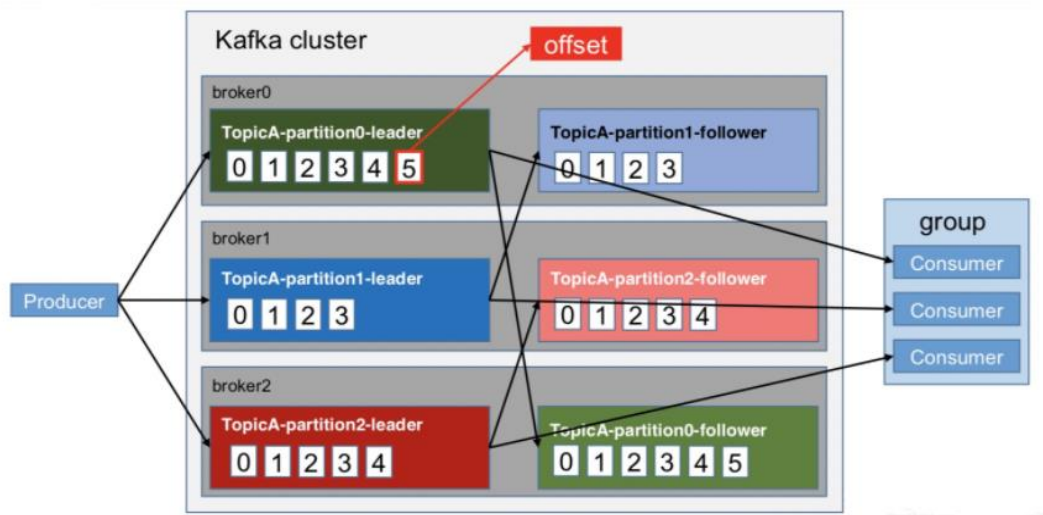 Kafka cluster
offset
broker0
TopicA-partition0-leader
0 1 2 3 4 5
TopicA-partition1-follower
0 1 2 3
broker1
TopicA-partition1-leader
0 1 2 3
TopicA-partition2-follower
0 1 2 3 4
broker2
TopicA-partition2-leader
0 1 2 3 4
TopicA-partition0-follower
0 1 2 3 4 5
Producer
group
Consumer
Consumer
Consumer